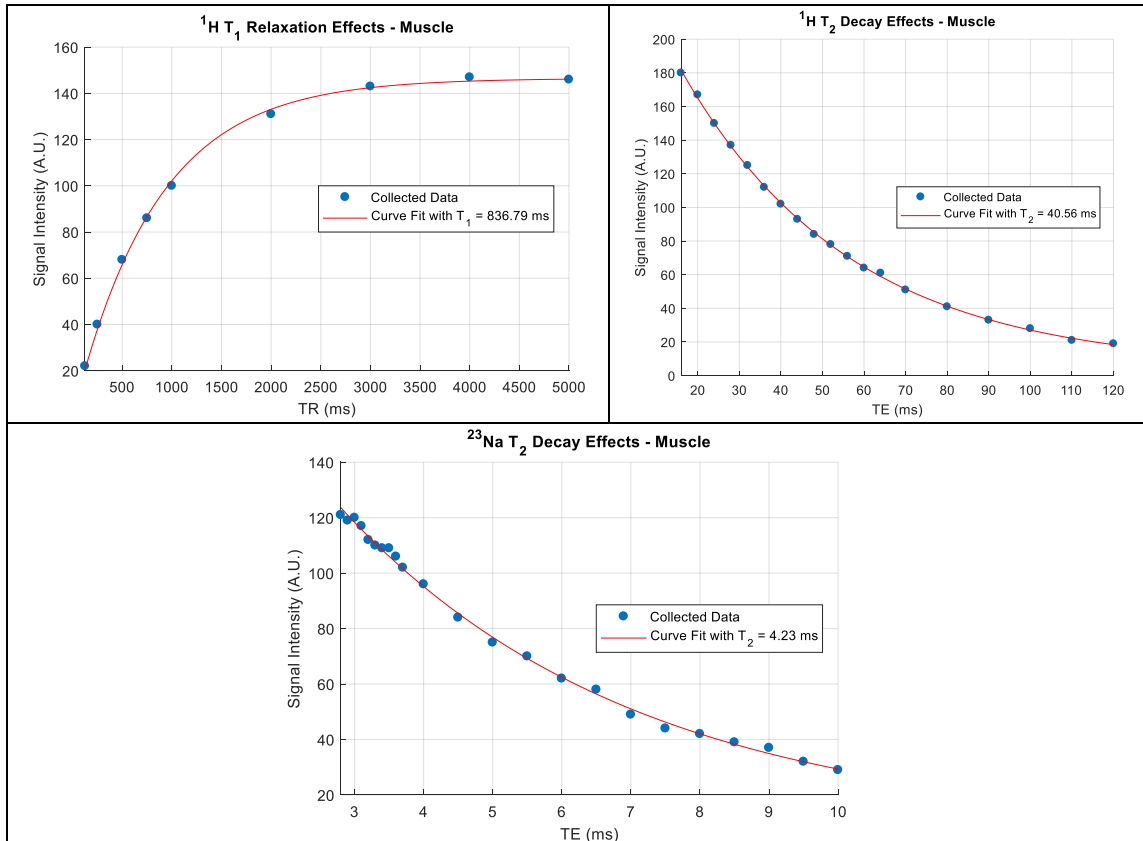 ¹H T₁ Relaxation Effects - Muscle
160
140
120
100
80
60
40
20
Signal Intensity (A.U.)
Collected Data
Curve Fit with T₁ = 836.79 ms
500 1000 1500 2000 2500 3000 3500 4000 4500 5000
TR (ms)
¹H T₂ Decay Effects - Muscle
200
180
160
140
120
100
80
60
40
20
0
Signal Intensity (A.U.)
Collected Data
Curve Fit with T₂ = 40.56 ms
20 30 40 50 60 70 80 90 100 110 120
TE (ms)
²³Na T₂ Decay Effects - Muscle
140
120
100
80
60
40
20
Signal Intensity (A.U.)
Collected Data
Curve Fit with T₂ = 4.23 ms
3 4 5 6 7 8 9 10
TE (ms)